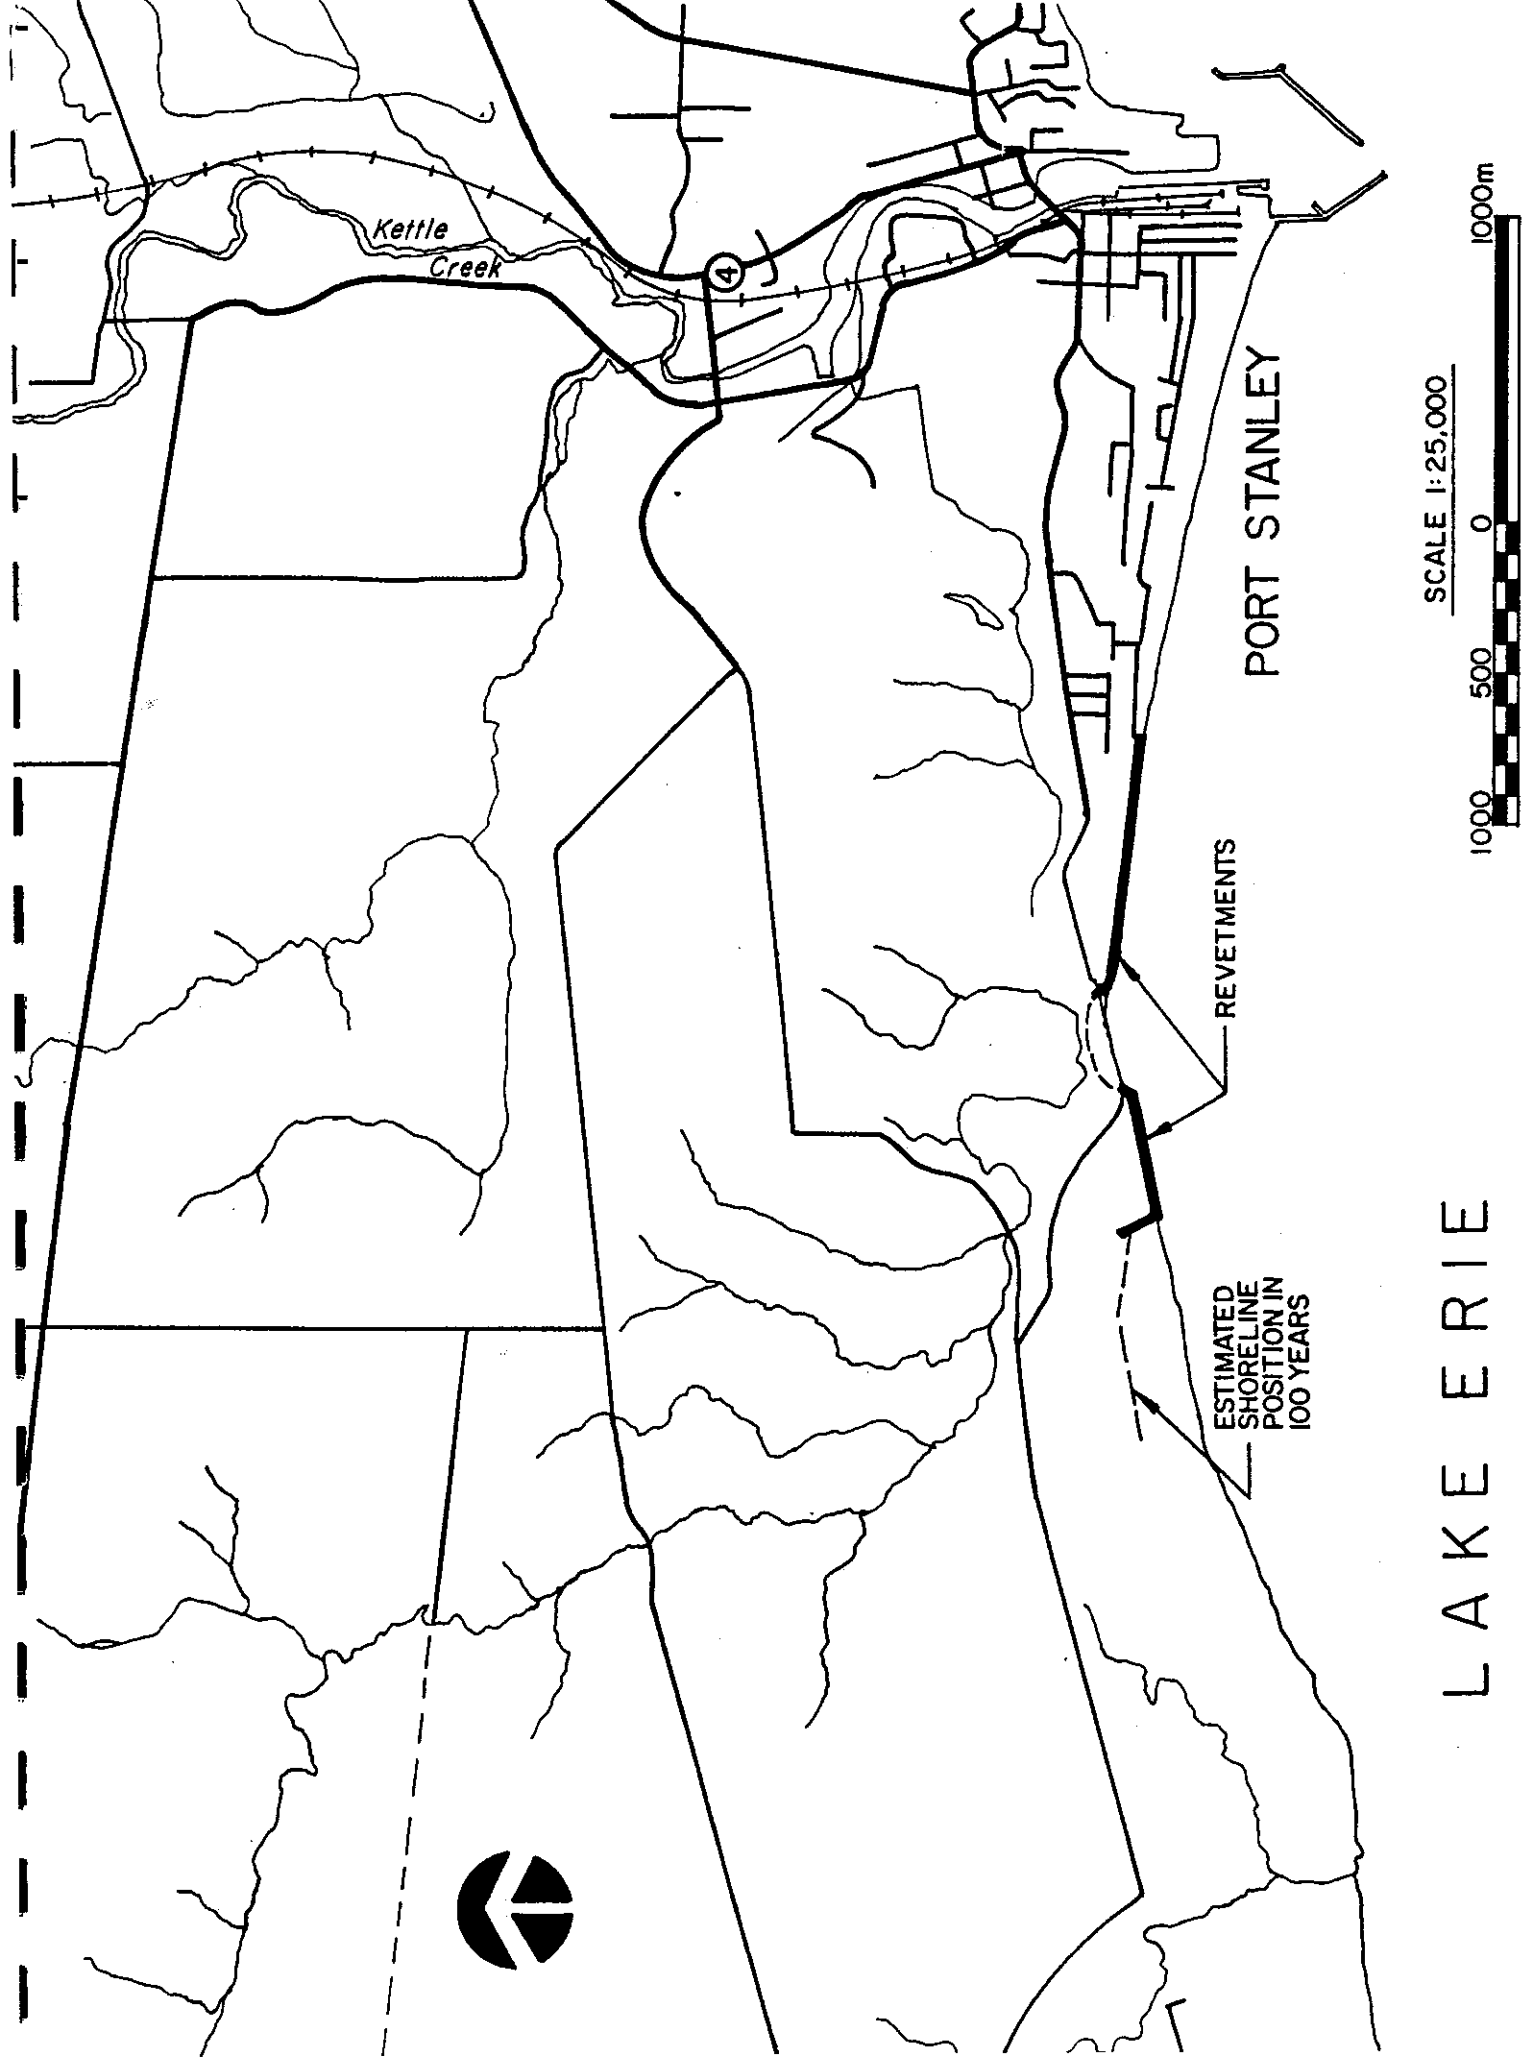 Kettle
Creek
4
PORT STANLEY
REVETMENTS
ESTIMATED
SHORELINE
POSITION IN
100 YEARS
LAKE ERIE
SCALE 1:25,000
1000 500 0 1000m